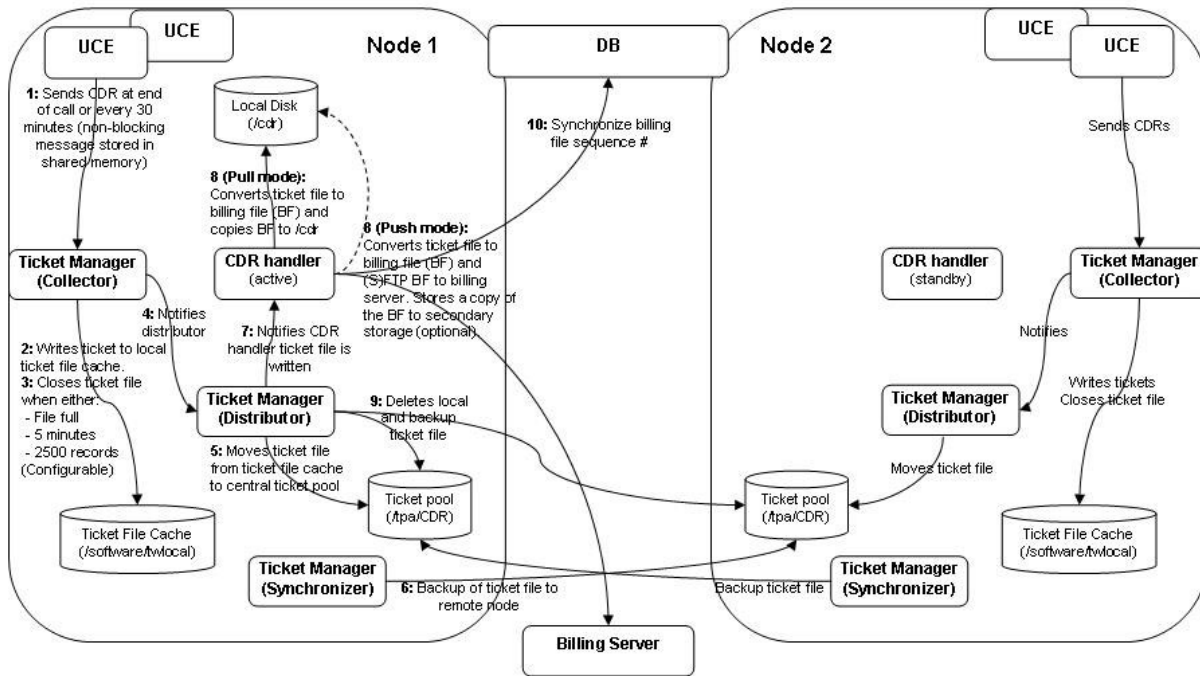 UCE
UCE
Node 1
DB
Node 2
UCE
UCE
1: Sends CDR at end
of call or every 30
minutes (non-blocking
message stored in
shared memory)
Local Disk
(/cdr)
10: Synchronize billing
file sequence #
Sends CDRs
8 (Pull mode):
Converts ticket file to
billing file (BF) and
copies BF to /cdr
8 (Push mode):
Converts ticket file to
billing file (BF) and
(S)FTP BF to billing
server. Stores a copy of
the BF to secondary
storage (optional).
Ticket Manager
(Collector)
CDR handler
(active)
CDR handler
(standby)
Ticket Manager
(Collector)
4: Notifies
distributor
7: Notifies CDR
handler ticket file is
written
Notifies
2: Writes ticket to local
ticket file cache.
3: Closes ticket file
when either:
- File full
- 5 minutes
- 2500 records
(Configurable)
Ticket Manager
(Distributor)
9: Deletes local
and backup
ticket file
Ticket Manager
(Distributor)
Writes tickets
Closes ticket file
5: Moves ticket file
from ticket file cache
to central ticket pool
Moves ticket file
Ticket pool
(/tpa/CDR)
Ticket pool
(/tpa/CDR)
Ticket File Cache
(/software/twlocal)
Ticket File Cache
(/software/twlocal)
Ticket Manager
(Synchronizer)
6: Backup of ticket file to
remote node
Backup ticket file
Ticket Manager
(Synchronizer)
Billing Server